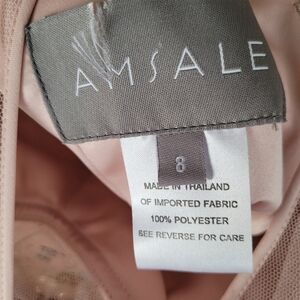 AMSALE
8
MADE IN THAILAND
OF IMPORTED FABRIC
100% POLYESTER
SEE REVERSE FOR CARE